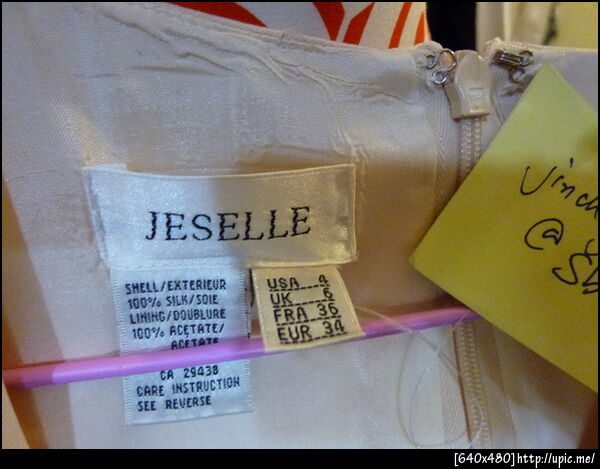 JESELLE
SHELL/EXTERIEUR
100% SILK/SOIE
LINING/DOUBLURE
100% ACETATE/
ACETATE
CA 29438
CARE INSTRUCTION
SEE REVERSE
USA 4
UK 6
FRA 36
EUR 34
@
[640x480]http://upic.me/